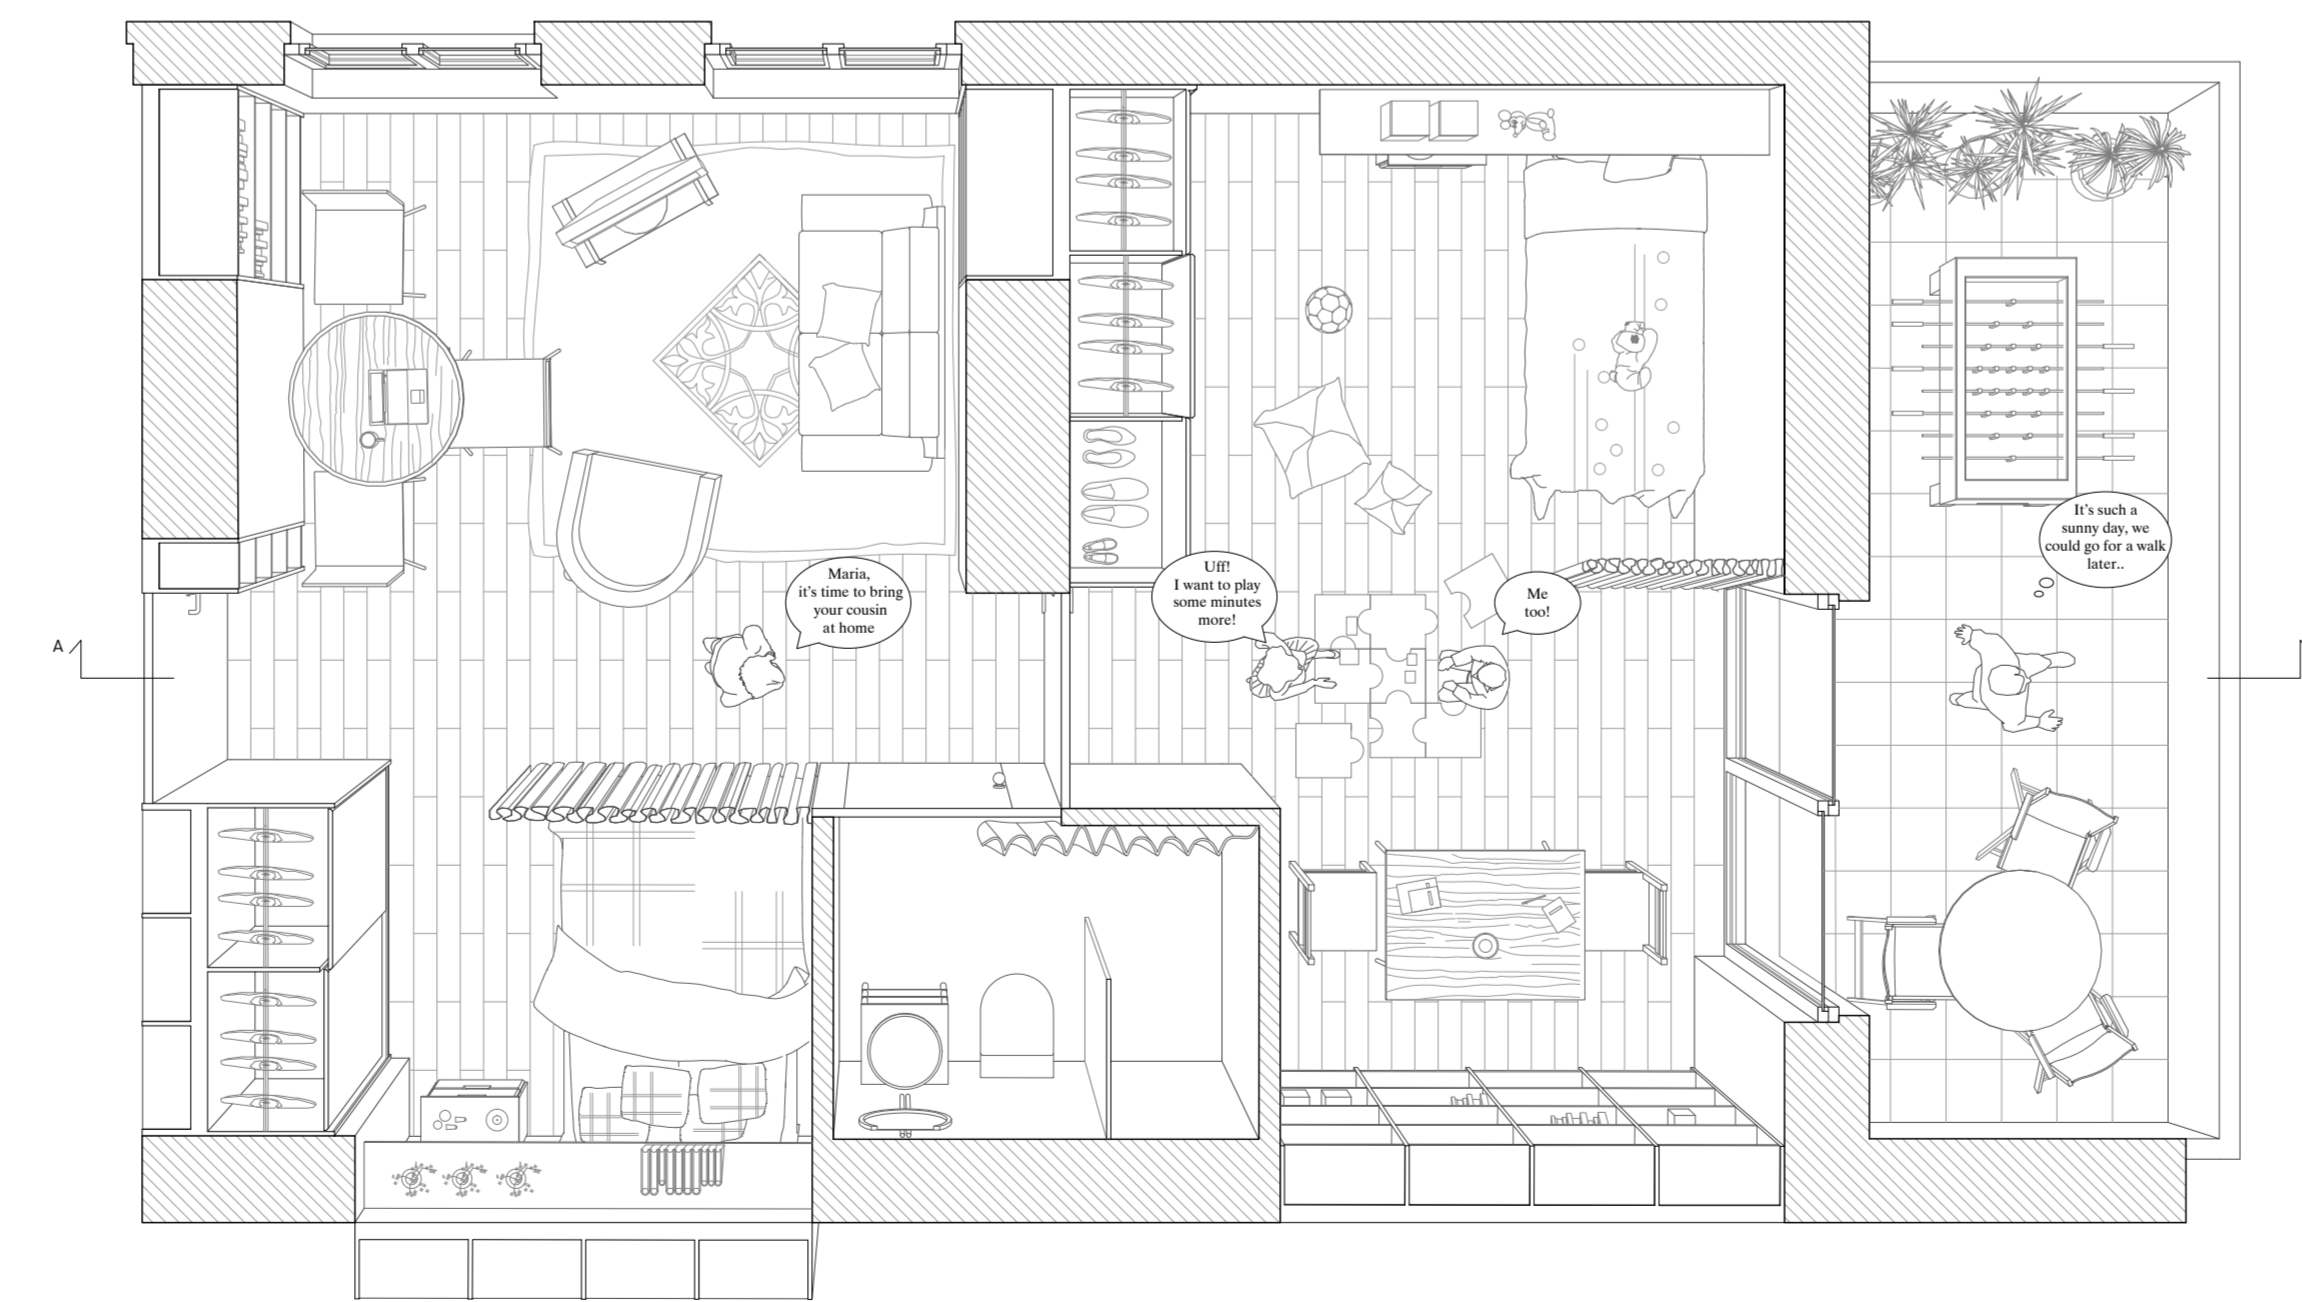 A
Maria,
it's time to bring
your cousin
at home
Uff!
I want to play
some minutes
more!
Me
too!
It's such a
sunny day, we
could go for a walk
later..